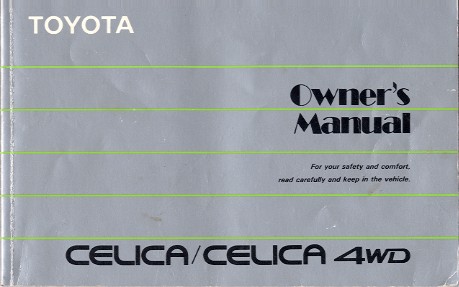 TOYOTA
Owner's
Manual
For your safety and comfort,
read carefully and keep in the vehicle.
CELICA/CELICA 4WD